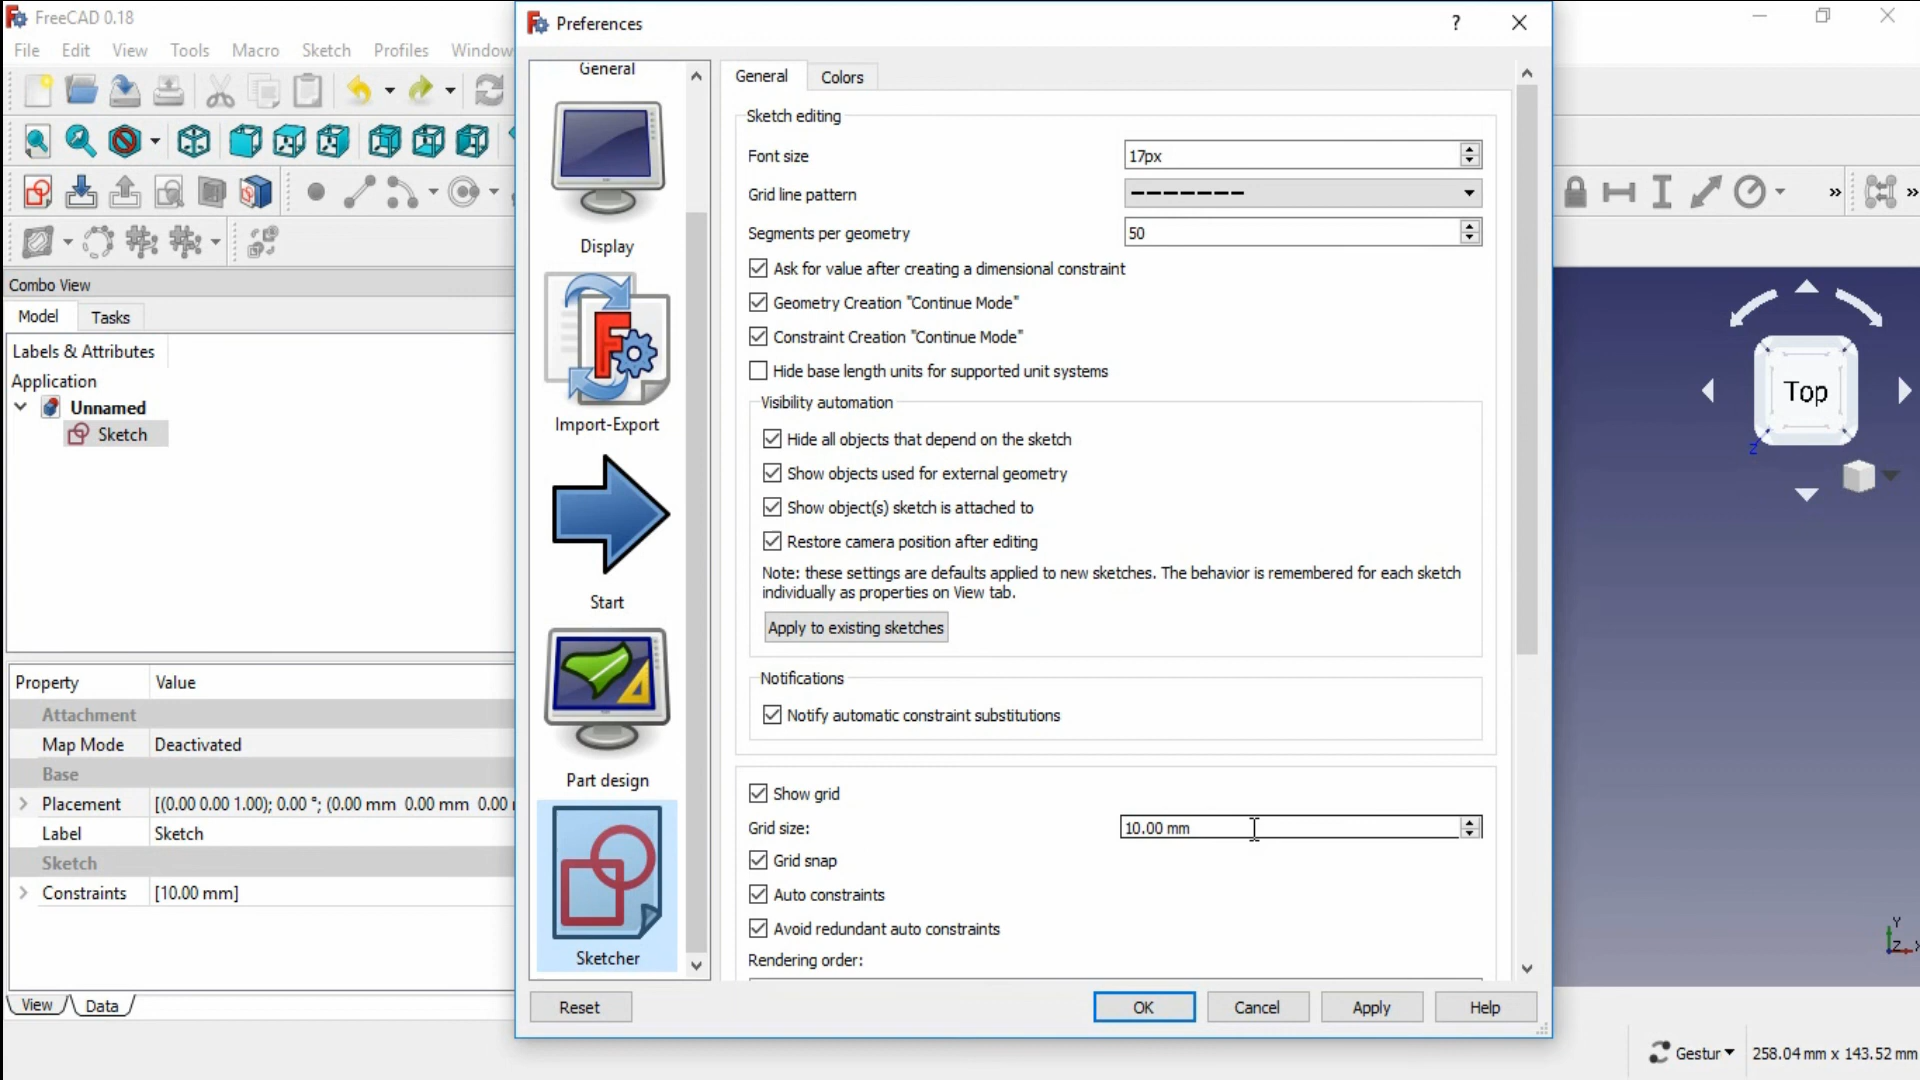 FreeCAD 0.18
File Edit View Tools Macro Sketch Profiles Window
Combo View
Model Tasks
Labels & Attributes
Application
Unnamed
Sketch
Property Value
Attachment
Map Mode Deactivated
Base
Placement [(0.00 0.00 1.00); 0.00 °; (0.00 mm 0.00 mm 0.00
Label Sketch
Sketch
Constraints [10.00 mm]
View Data
Preferences
?
General
Display
Import-Export
Start
Part design
Sketcher
General Colors
Sketch editing
Font size 17px
Grid line pattern
Segments per geometry 50
Ask for value after creating a dimensional constraint
Geometry Creation "Continue Mode"
Constraint Creation "Continue Mode"
Hide base length units for supported unit systems
Visibility automation
Hide all objects that depend on the sketch
Show objects used for external geometry
Show object(s) sketch is attached to
Restore camera position after editing
Note: these settings are defaults applied to new sketches. The behavior is remembered for each sketch
individually as properties on View tab.
Apply to existing sketches
Notifications
Notify automatic constraint substitutions
Show grid
Grid size: 10.00 mm
Grid snap
Auto constraints
Avoid redundant auto constraints
Rendering order:
Reset OK Cancel Apply Help
Top
Z
Y
Z X
Gestur 258.04 mm x 143.52 mm